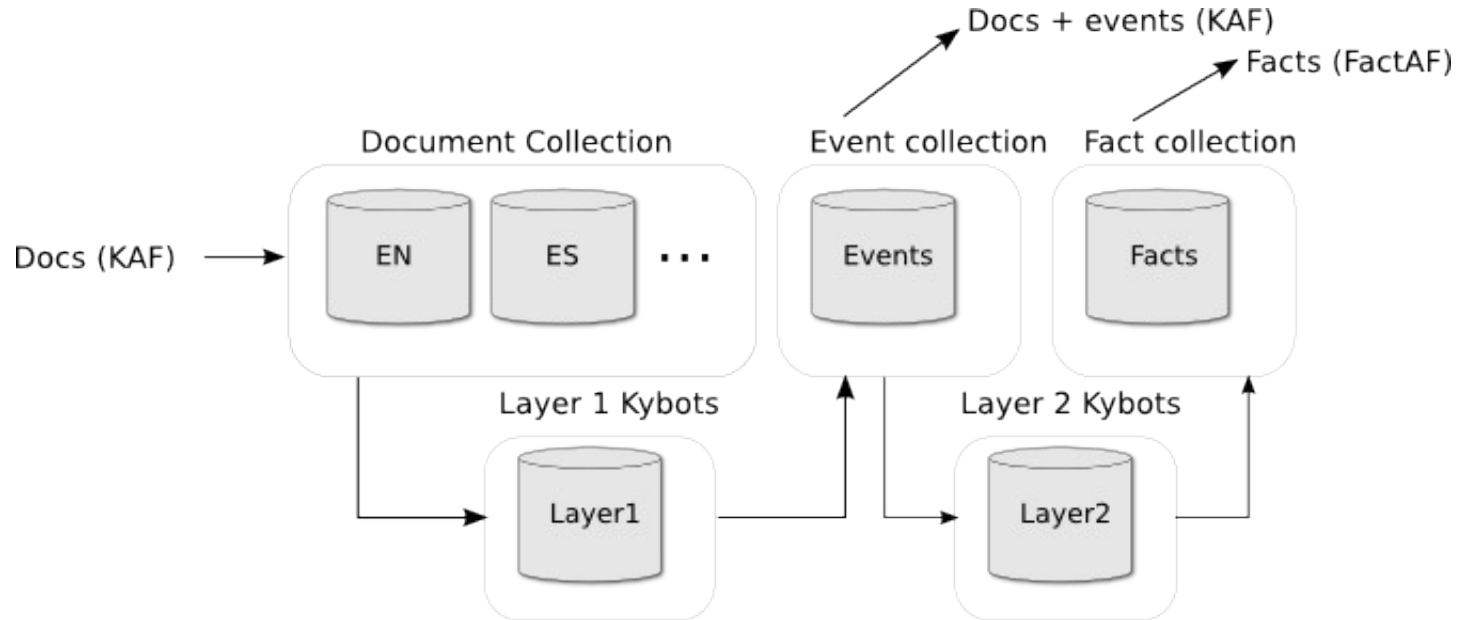 Docs + events (KAF)
Facts (FactAF)
Document Collection
Event collection
Fact collection
Docs (KAF)
EN
ES
...
Events
Facts
Layer 1 Kybots
Layer 2 Kybots
Layer1
Layer2